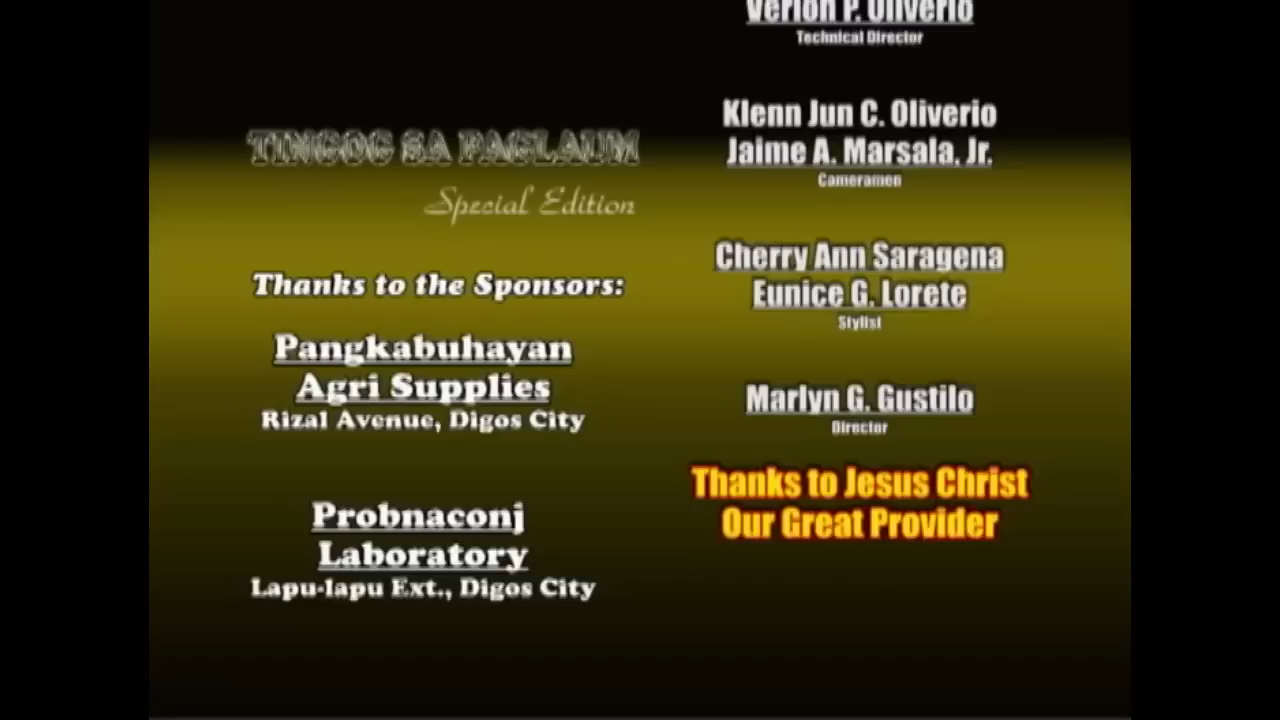 TINGOG SA PAGLAUM
Special Edition
Thanks to the Sponsors:
Pangkabuhayan
Agri Supplies
Rizal Avenue, Digos City
Probnaconj
Laboratory
Lapu-lapu Ext., Digos City
P. Oliverio
Technical Director
Klenn Jun C. Oliverio
Jaime A. Marsala, Jr.
Cameramen
Cherry Ann Saragena
Eunice G. Lorete
Stylist
Marlyn G. Gustilo
Director
Thanks to Jesus Christ
Our Great Provider